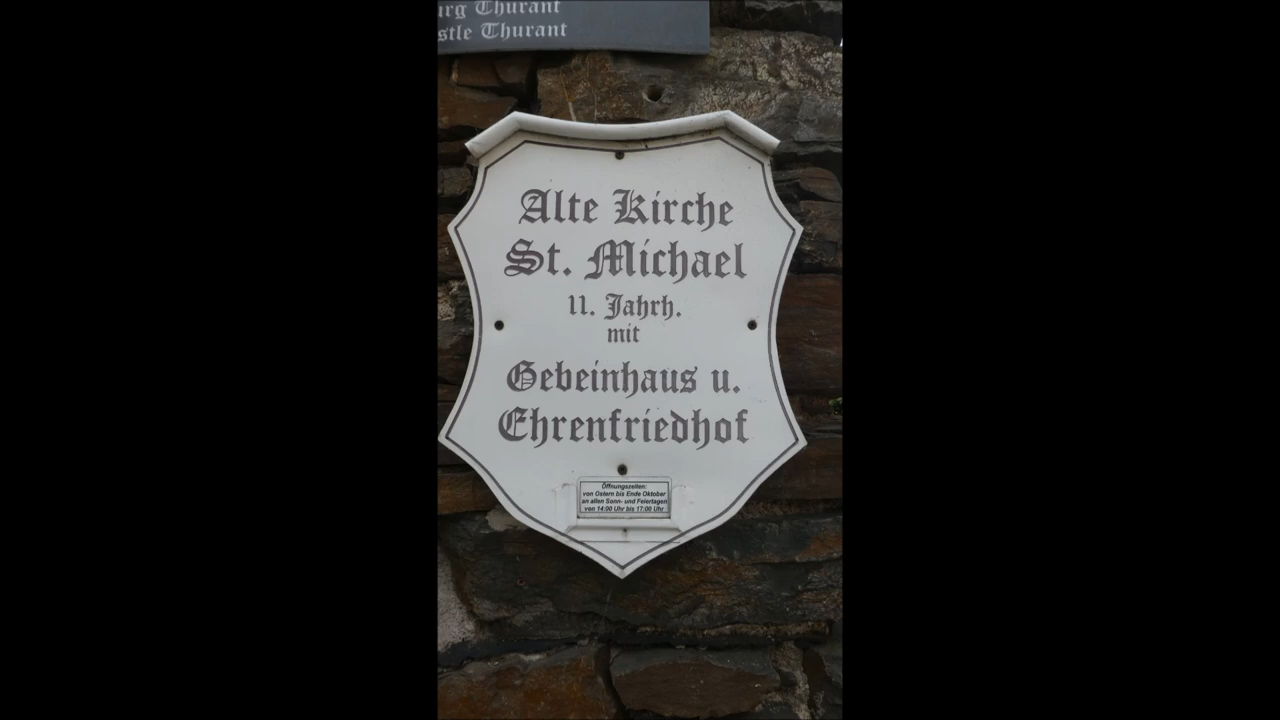 urg Thurant
stle Thurant
Alte Kirche
St. Michael
11. Jahrh.
mit
Gebeinhaus u.
Ehrenfriedhof
Öffnungszeiten:
von Ostern bis Ende Oktober
an allen Sonn- und Feiertagen
von 14:00 Uhr bis 17:00 Uhr